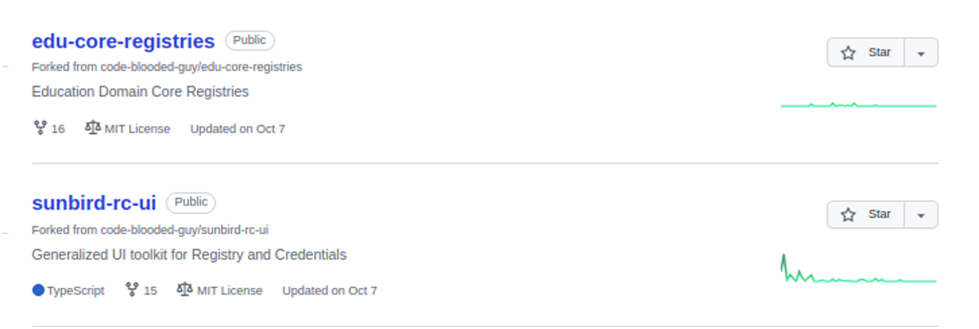 edu-core-registries Public
Star
Forked from code-blooded-guy/edu-core-registries
Education Domain Core Registries
16 MIT License Updated on Oct 7
sunbird-rc-ui Public
Star
Forked from code-blooded-guy/sunbird-rc-ui
Generalized UI toolkit for Registry and Credentials
TypeScript 15 MIT License Updated on Oct 7